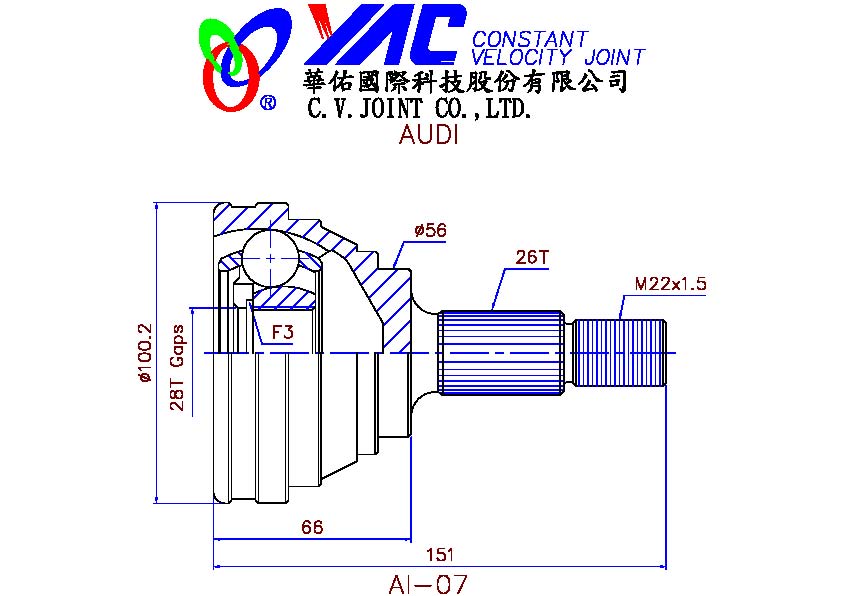 YAC CONSTANT
VELOCITY JOINT
®
華佑國際科技股份有限公司
C.V.JOINT CO.,LTD.
AUDI
ø56
26T
M22x1.5
F3
ø100.2
28T Gaps
66
151
AI-07